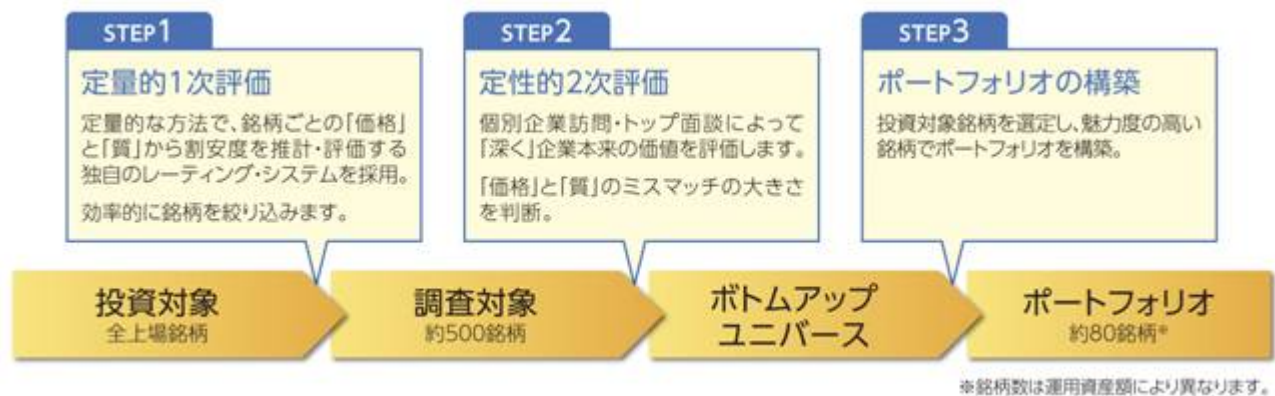 STEP1
定量的1次評価
定量的な方法で、銘柄ごとの「価格」
と「質」から割安度を推計・評価する
独自のレーティング・システムを採用。
効率的に銘柄を絞り込みます。
STEP2
定性的2次評価
個別企業訪問・トップ面談によって
「深く」企業本来の価値を評価します。
「価格」と「質」のミスマッチの大きさ
を判断。
STEP3
ポートフォリオの構築
投資対象銘柄を選定し、魅力度の高い
銘柄でポートフォリオを構築。
投資対象
全上場銘柄
調査対象
約500銘柄
ボトムアップ
ユニバース
ポートフォリオ
約80銘柄※
※銘柄数は運用資産額により異なります。